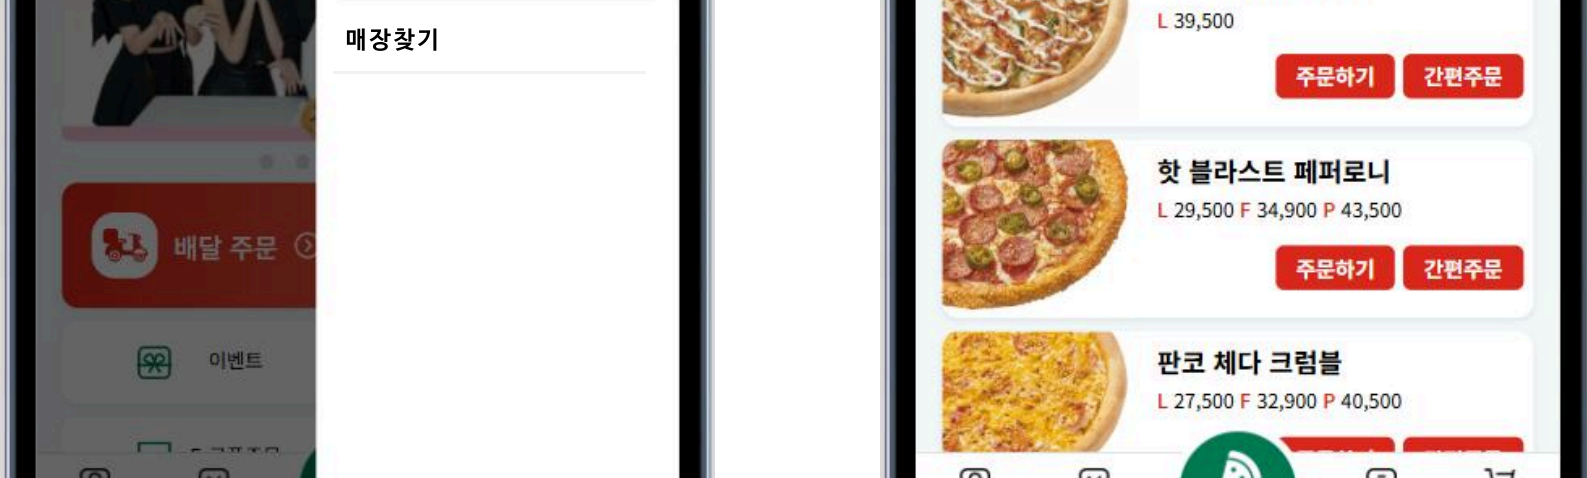 매장찾기
배달 주문
이벤트
L 39,500
주문하기 간편주문
핫 블라스트 페퍼로니
L 29,500 F 34,900 P 43,500
주문하기 간편주문
판코 체다 크럼블
L 27,500 F 32,900 P 40,500